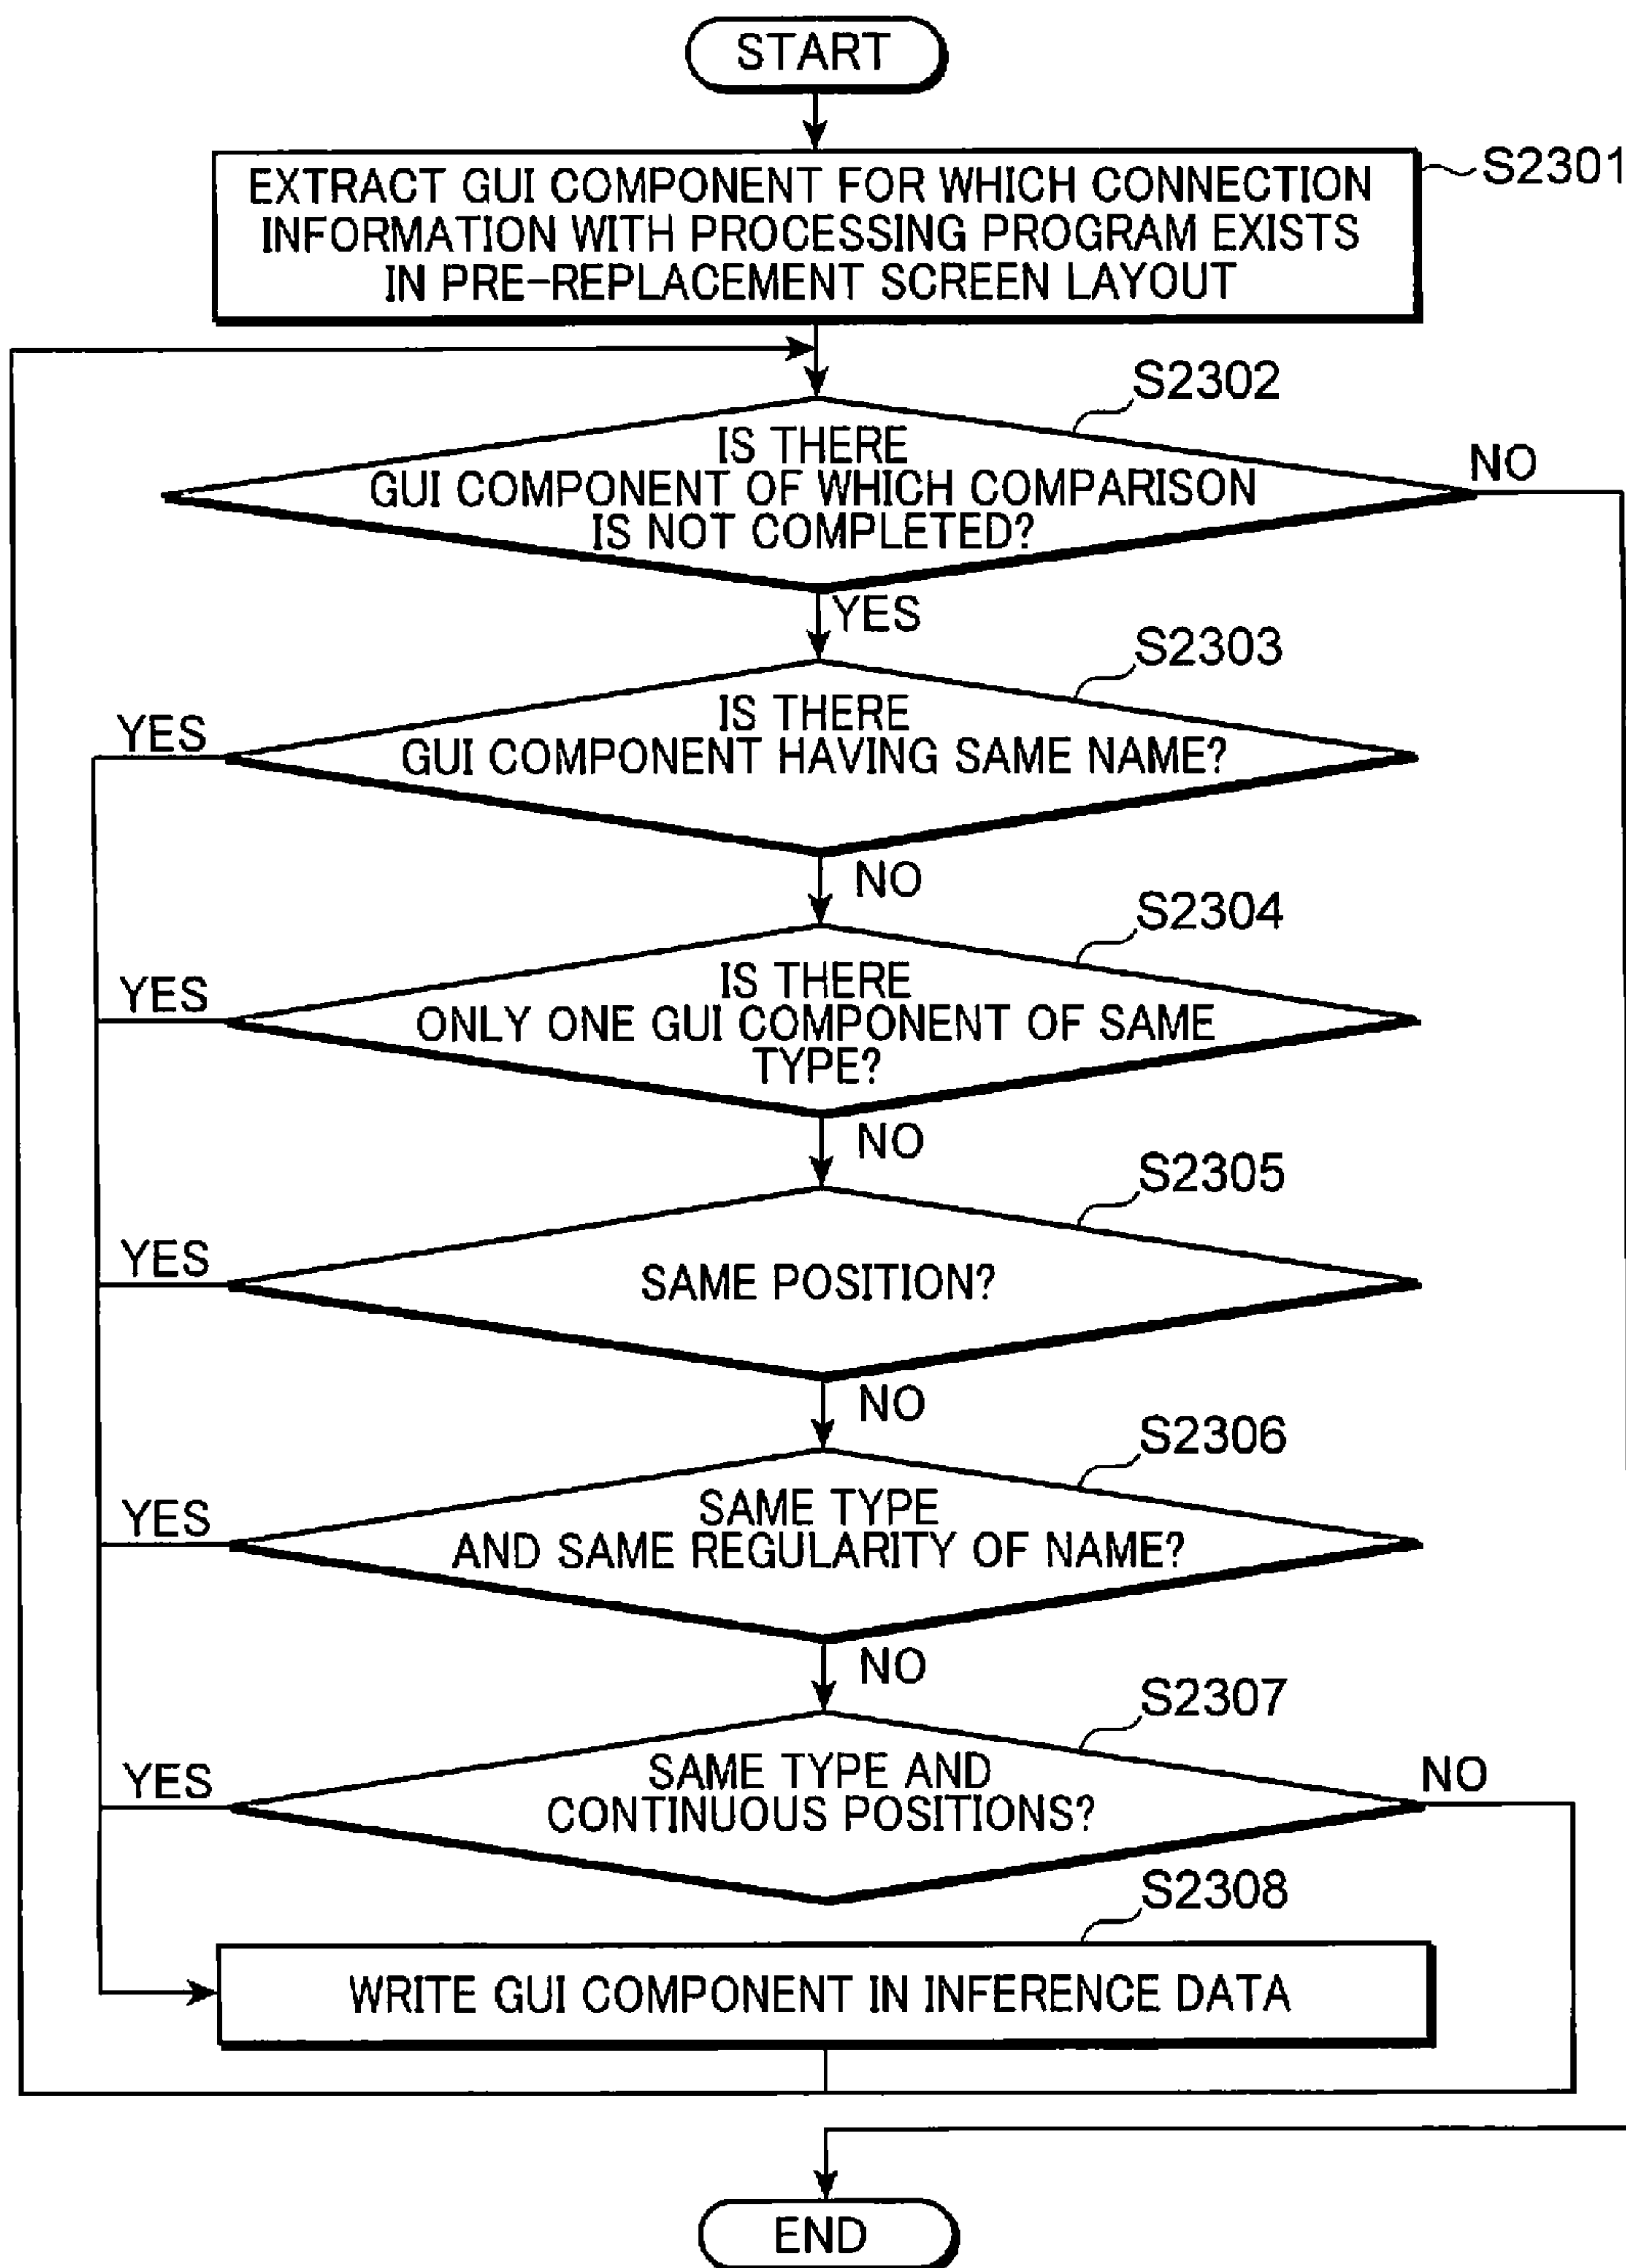 START
EXTRACT GUI COMPONENT FOR WHICH CONNECTION
INFORMATION WITH PROCESSING PROGRAM EXISTS
IN PRE-REPLACEMENT SCREEN LAYOUT
S2301
S2302
IS THERE
GUI COMPONENT OF WHICH COMPARISON
IS NOT COMPLETED?
NO
YES
S2303
IS THERE
GUI COMPONENT HAVING SAME NAME?
YES
NO
S2304
IS THERE
ONLY ONE GUI COMPONENT OF SAME
TYPE?
YES
NO
S2305
SAME POSITION?
YES
NO
S2306
SAME TYPE
AND SAME REGULARITY OF NAME?
YES
NO
S2307
SAME TYPE AND
CONTINUOUS POSITIONS?
YES
NO
S2308
WRITE GUI COMPONENT IN INFERENCE DATA
END